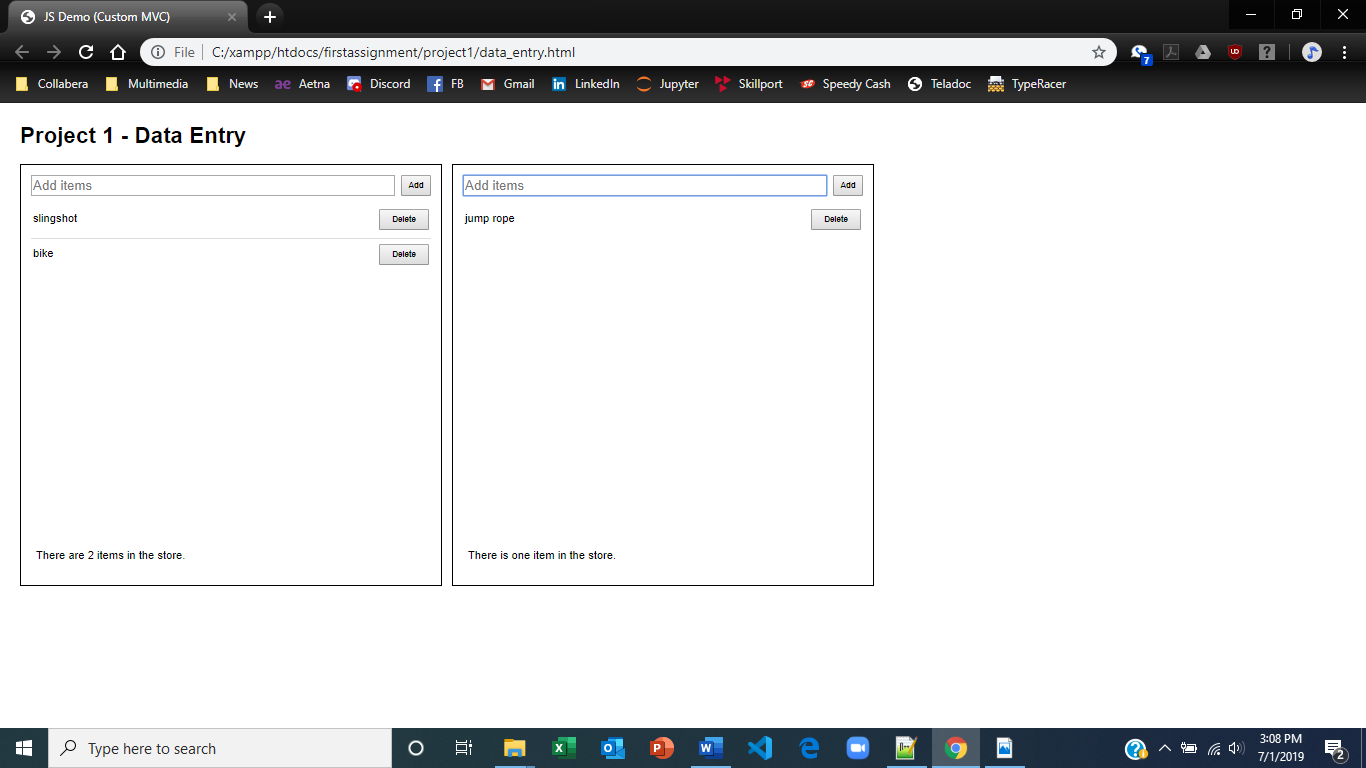 JS Demo (Custom MVC)
File C:/xampp/htdocs/firstassignment/project1/data_entry.html
7
Collabera Multimedia News ae Aetna Discord FB Gmail LinkedIn Jupyter Skillport Speedy Cash Teladoc TypeRacer
Project 1 - Data Entry
Add items Add
slingshot Delete
bike Delete
There are 2 items in the store.
Add items Add
jump rope Delete
There is one item in the store.
Type here to search
3:08 PM
7/1/2019
2